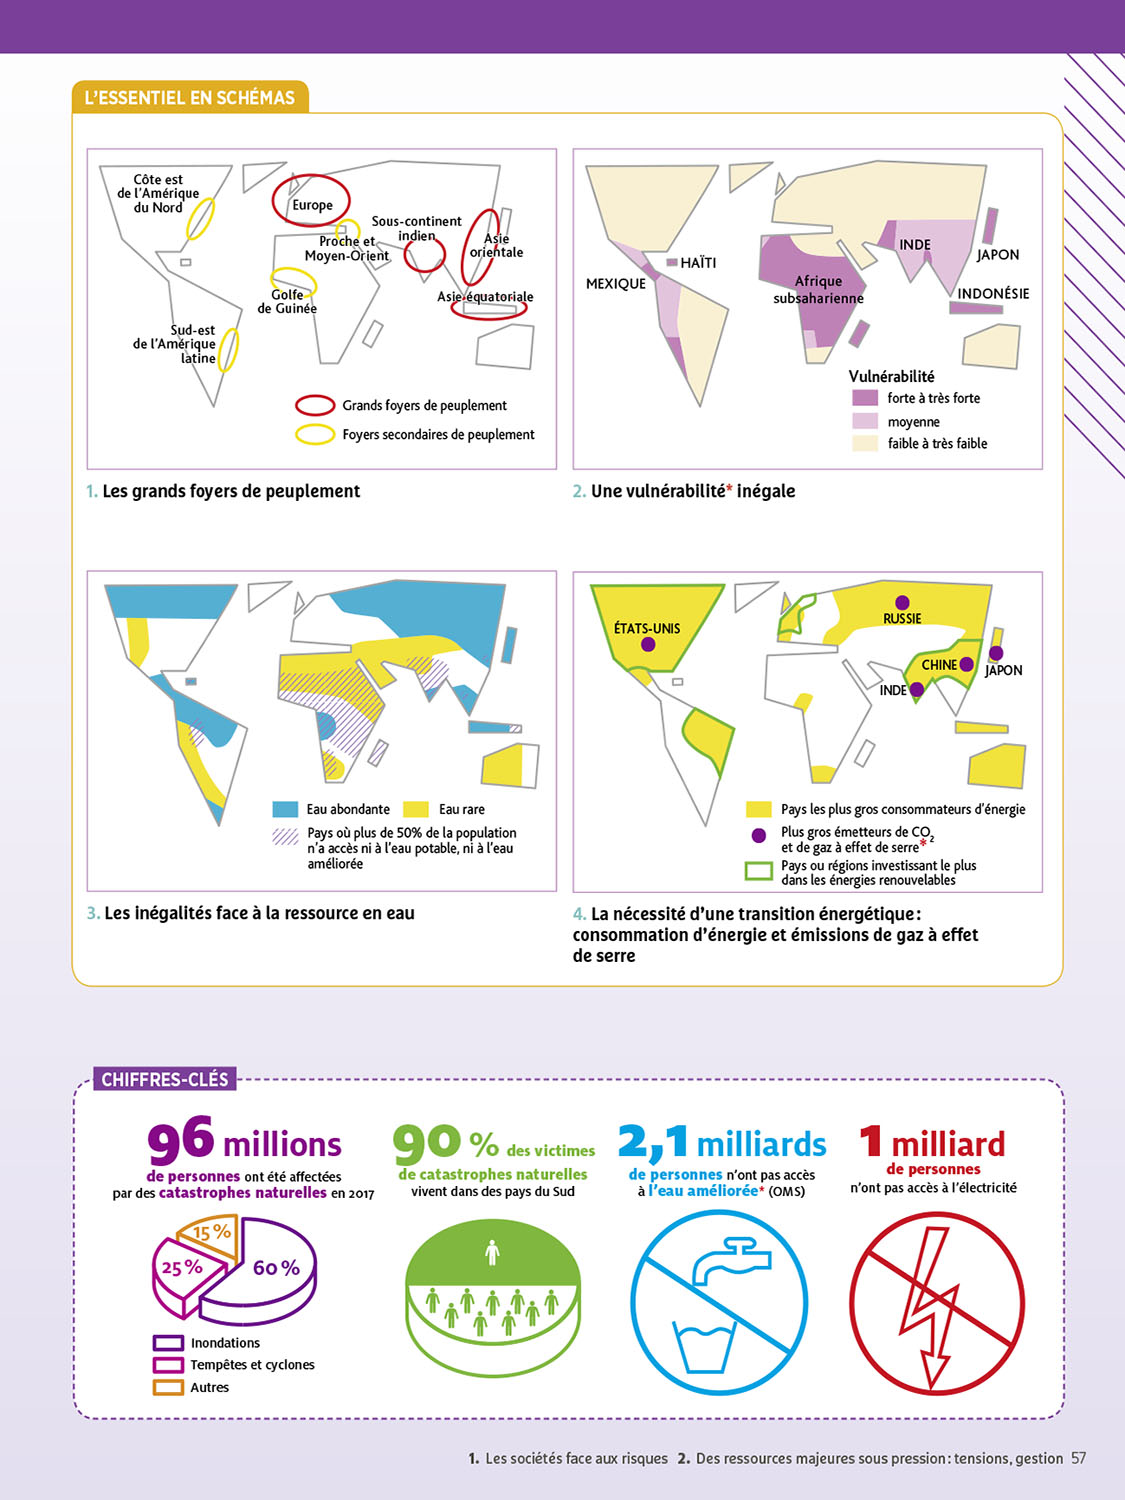 L'ESSENTIEL EN SCHÉMAS
Côte est
de l'Amérique
du Nord
Europe
Sous-continent
indien
Proche et
Moyen-Orient
Asie
orientale
Golfe
de Guinée
Asie équatoriale
Sud-est
de l'Amérique
latine
Grands foyers de peuplement
Foyers secondaires de peuplement
1. Les grands foyers de peuplement
HAÏTI
MEXIQUE
INDE
JAPON
Afrique
subsaharienne
INDONÉSIE
Vulnérabilité
forte à très forte
moyenne
faible à très faible
2. Une vulnérabilité* inégale
Eau abondante
Eau rare
Pays où plus de 50% de la population
n'a accès ni à l'eau potable, ni à l'eau
améliorée
3. Les inégalités face à la ressource en eau
ÉTATS-UNIS
RUSSIE
CHINE
JAPON
INDE
Pays les plus gros consommateurs d'énergie
Plus gros émetteurs de CO2
et de gaz à effet de serre*
Pays ou régions investissant le plus
dans les énergies renouvelables
4. La nécessité d'une transition énergétique :
consommation d'énergie et émissions de gaz à effet
de serre
CHIFFRES-CLÉS
96 millions
de personnes ont été affectées
par des catastrophes naturelles en 2017
15 %
25 %
60 %
Inondations
Tempêtes et cyclones
Autres
90 % des victimes
de catastrophes naturelles
vivent dans des pays du Sud
2,1 milliards
de personnes n'ont pas accès
à l'eau améliorée* (OMS)
1 milliard
de personnes
n'ont pas accès à l'électricité
1. Les sociétés face aux risques 2. Des ressources majeures sous pression : tensions, gestion 57